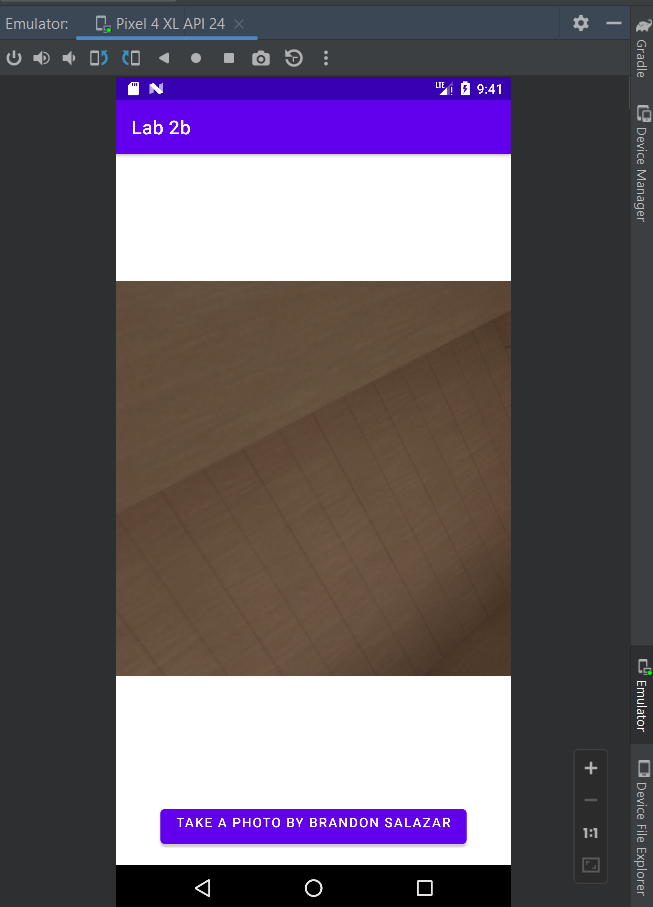 Emulator: Pixel 4 XL API 24
LTE 9:41
Lab 2b
TAKE A PHOTO BY BRANDON SALAZAR
1:1
Gradle
Device Manager
Emulator
Device File Explorer